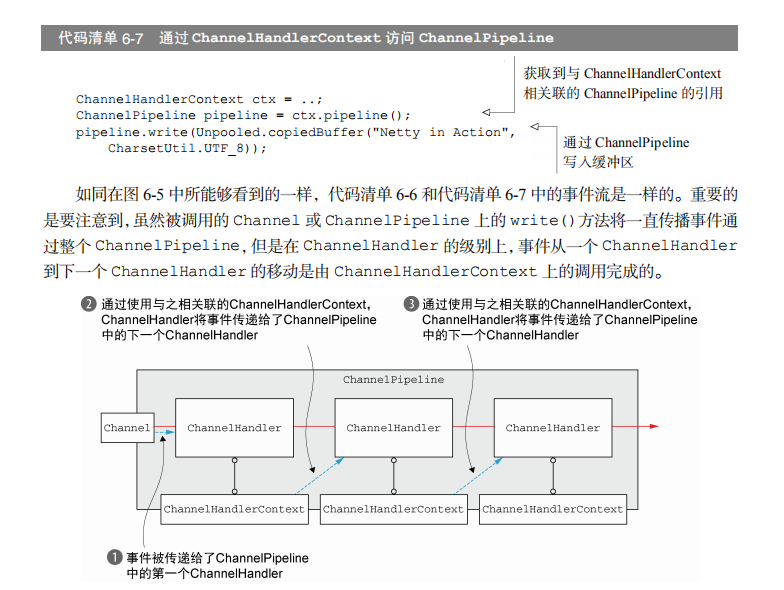 代码清单 6-7 通过 ChannelHandlerContext 访问 ChannelPipeline
获取到与 ChannelHandlerContext
相关联的 ChannelPipeline 的引用
ChannelHandlerContext ctx = ..;
ChannelPipeline pipeline = ctx.pipeline();
pipeline.write(Unpooled.copiedBuffer("Netty in Action",
CharsetUtil.UTF_8));
通过 ChannelPipeline
写入缓冲区
如同在图 6-5 中所能够看到的一样，代码清单 6-6 和代码清单 6-7 中的事件流是一样的。重要的
是要注意到，虽然被调用的 Channel 或 ChannelPipeline 上的 write()方法将一直传播事件通
过整个 ChannelPipeline，但是在 ChannelHandler 的级别上，事件从一个 ChannelHandler
到下一个 ChannelHandler 的移动是由 ChannelHandlerContext 上的调用完成的。
❷ 通过使用与之相关联的ChannelHandlerContext，
ChannelHandler将事件传递给了ChannelPipeline
中的下一个ChannelHandler
❸ 通过使用与之相关联的ChannelHandlerContext，
ChannelHandler将事件传递给了ChannelPipeline
中的下一个ChannelHandler
ChannelPipeline
Channel
ChannelHandler
ChannelHandler
ChannelHandler
ChannelHandlerContext
ChannelHandlerContext
ChannelHandlerContext
❶ 事件被传递给了ChannelPipeline
中的第一个ChannelHandler